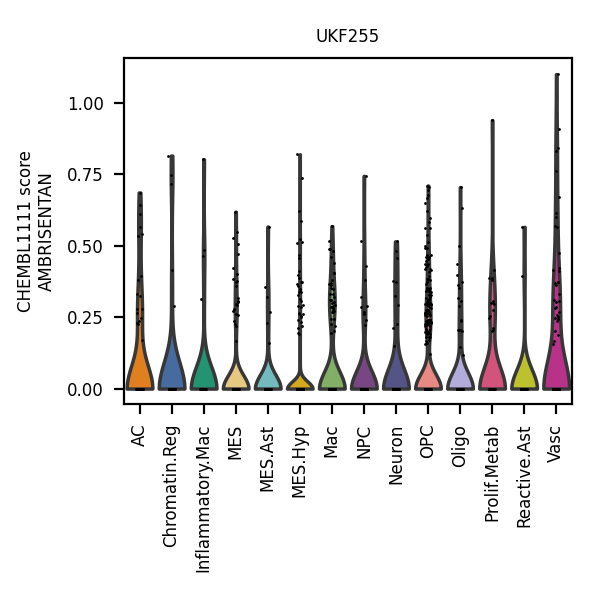 UKF255
CHEMBL1111 score
AMBRISENTAN
1.00
0.75
0.50
0.25
0.00
AC
Chromatin.Reg
Inflammatory.Mac
MES
MES.Ast
MES.Hyp
Mac
NPC
Neuron
OPC
Oligo
Prolif.Metab
Reactive.Ast
Vasc